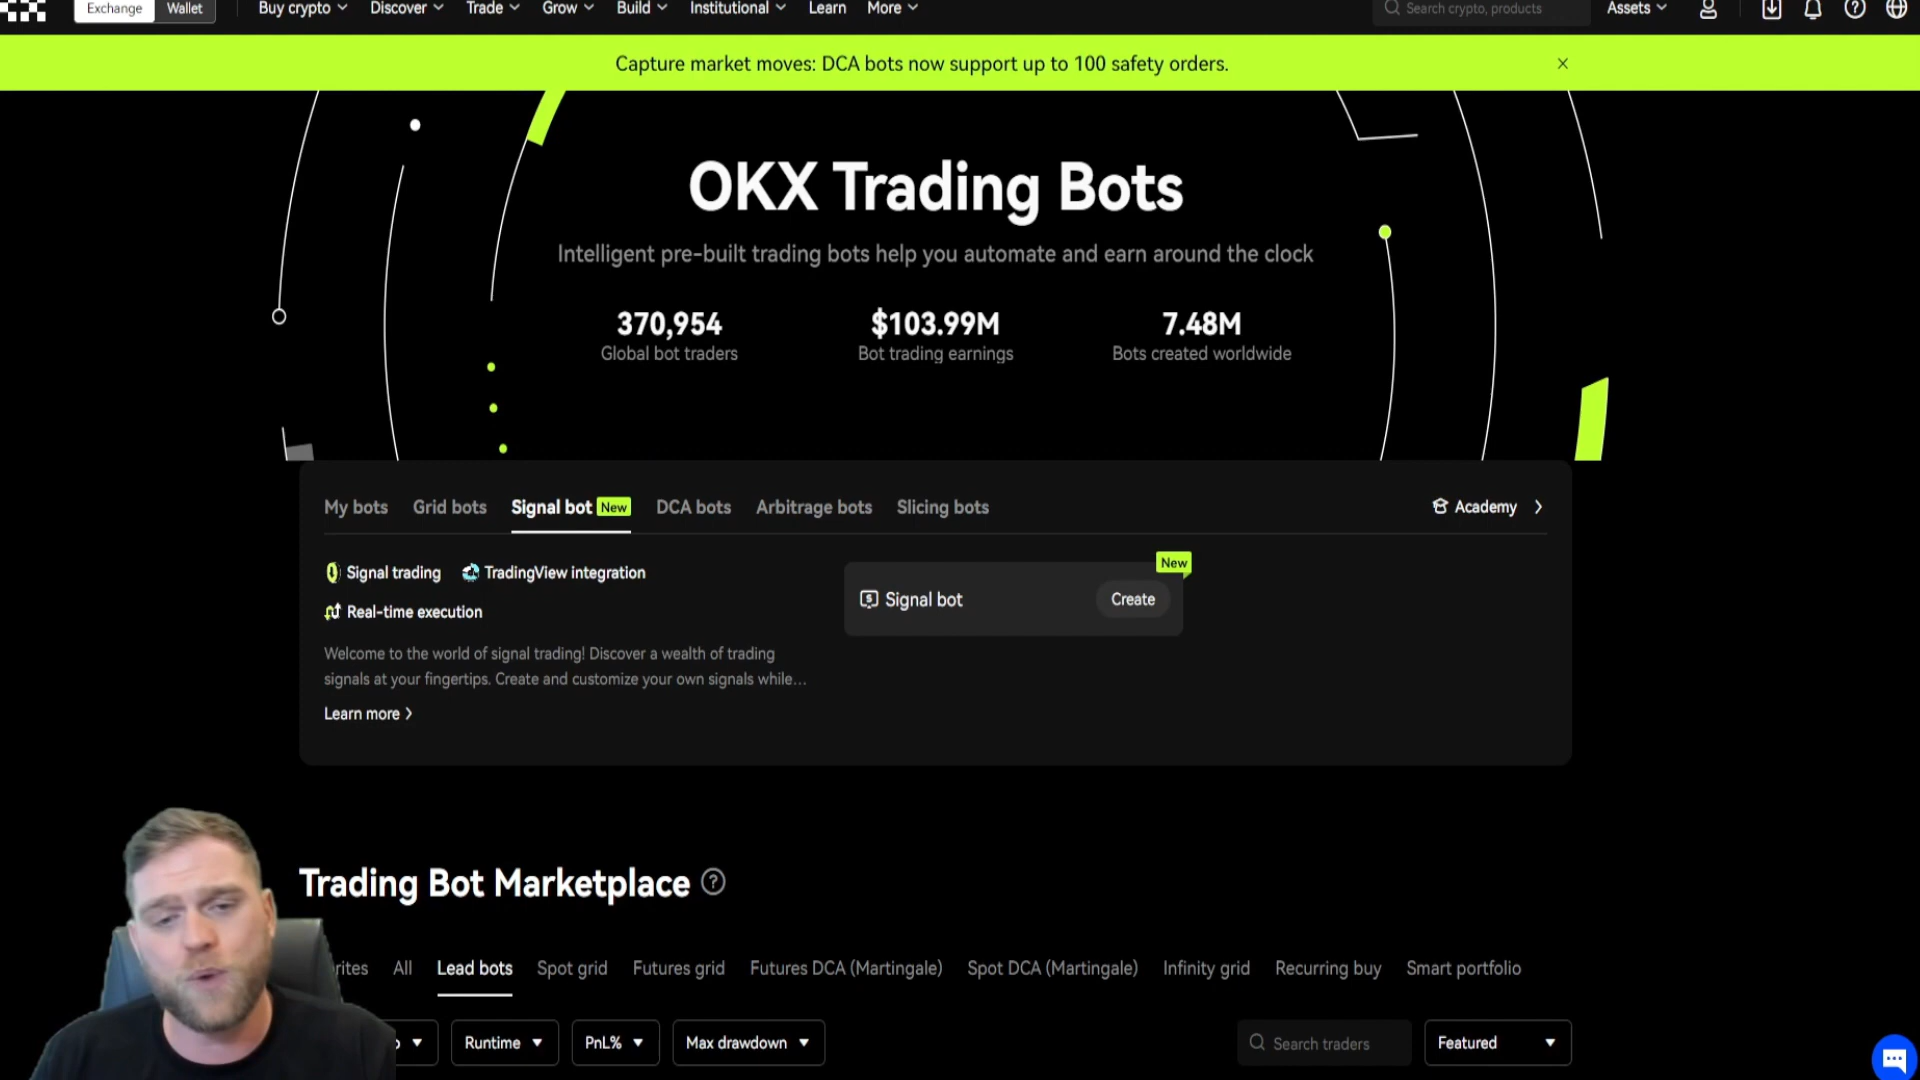 Exchange Wallet Buy crypto Discover Trade Grow Build Institutional Learn More Search crypto, products Assets
Capture market moves: DCA bots now support up to 100 safety orders.
OKX Trading Bots
Intelligent pre-built trading bots help you automate and earn around the clock
370,954 $103.99M 7.48M
Global bot traders Bot trading earnings Bots created worldwide
My bots Grid bots Signal bot New DCA bots Arbitrage bots Slicing bots Academy
New
Signal trading TradingView integration
Signal bot Create
Real-time execution
Welcome to the world of signal trading! Discover a wealth of trading
signals at your fingertips. Create and customize your own signals while...
Learn more
Trading Bot Marketplace
rites All Lead bots Spot grid Futures grid Futures DCA (Martingale) Spot DCA (Martingale) Infinity grid Recurring buy Smart portfolio
Runtime PnL% Max drawdown Search traders Featured